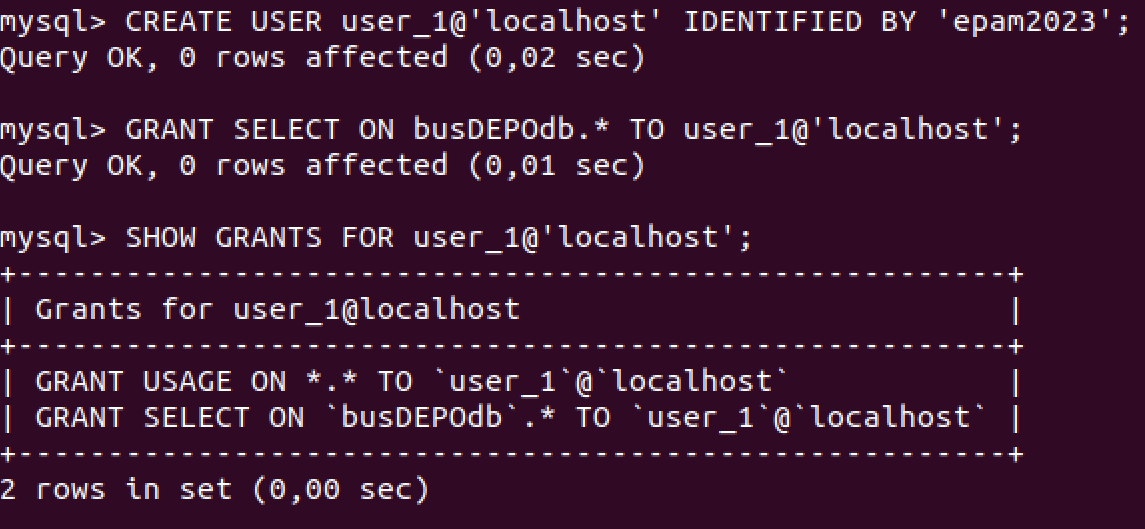 mysql> CREATE USER user_1@'localhost' IDENTIFIED BY 'epam2023';
Query OK, 0 rows affected (0,02 sec)
mysql> GRANT SELECT ON busDEPOdb.* TO user_1@'localhost';
Query OK, 0 rows affected (0,01 sec)
mysql> SHOW GRANTS FOR user_1@'localhost';
+-------------------------------------------------------+
| Grants for user_1@localhost                           |
+-------------------------------------------------------+
| GRANT USAGE ON *.* TO `user_1`@`localhost`            |
| GRANT SELECT ON `busDEPOdb`.* TO `user_1`@`localhost` |
+-------------------------------------------------------+
2 rows in set (0,00 sec)